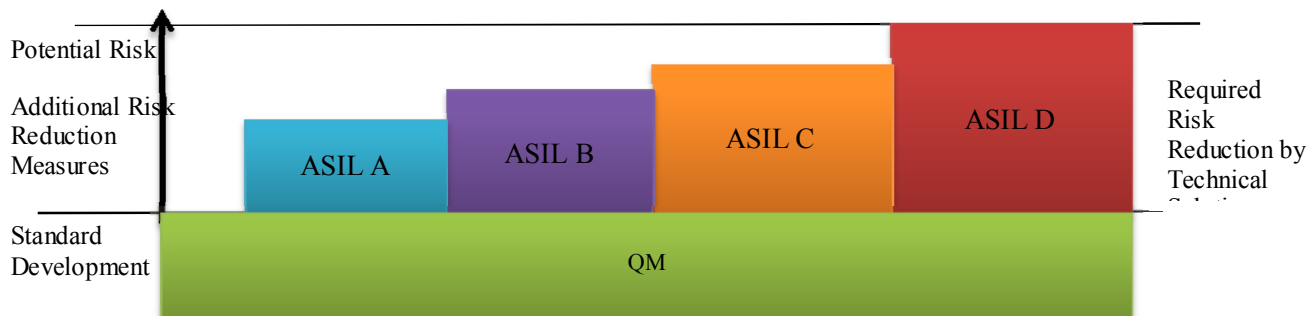 Potential Risk
Additional Risk
Reduction
Measures
Standard
Development
ASIL A
ASIL B
ASIL C
ASIL D
QM
Required
Risk
Reduction by
Technical